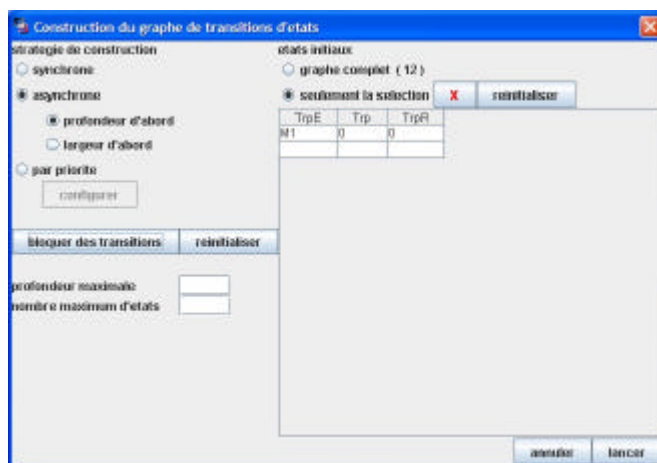 Construction du graphe de transitions d'etats
strategie de construction
synchrone
asynchrone
profondeur d'abord
largeur d'abord
par priorite
configurer
bloquer des transitions
reinitialiser
profondeur maximale
nombre maximum d'etats
etats initiaux
graphe complet ( 12 )
seulement la selection
X
reinitialiser
TrpE Trp TrpR
M1 0 0
annuler
lancer